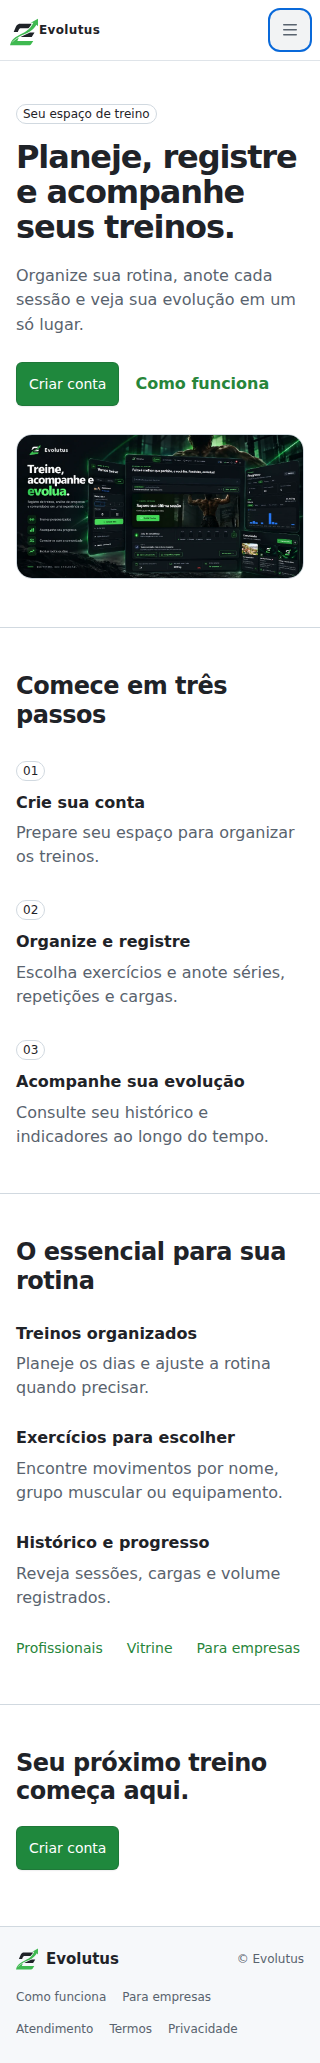 Evolutus
Seu espaço de treino
Planeje, registre
e acompanhe
seus treinos.
Organize sua rotina, anote cada
sessão e veja sua evolução em um
só lugar.
Criar conta
Como funciona
Evolutus
Treine,
acompanhe e
evolua.
Comece em três
passos
01
Crie sua conta
Prepare seu espaço para organizar
os treinos.
02
Organize e registre
Escolha exercícios e anote séries,
repetições e cargas.
03
Acompanhe sua evolução
Consulte seu histórico e
indicadores ao longo do tempo.
O essencial para sua
rotina
Treinos organizados
Planeje os dias e ajuste a rotina
quando precisar.
Exercícios para escolher
Encontre movimentos por nome,
grupo muscular ou equipamento.
Histórico e progresso
Reveja sessões, cargas e volume
registrados.
Profissionais Vitrine Para empresas
Seu próximo treino
começa aqui.
Criar conta
Evolutus © Evolutus
Como funciona Para empresas
Atendimento Termos Privacidade